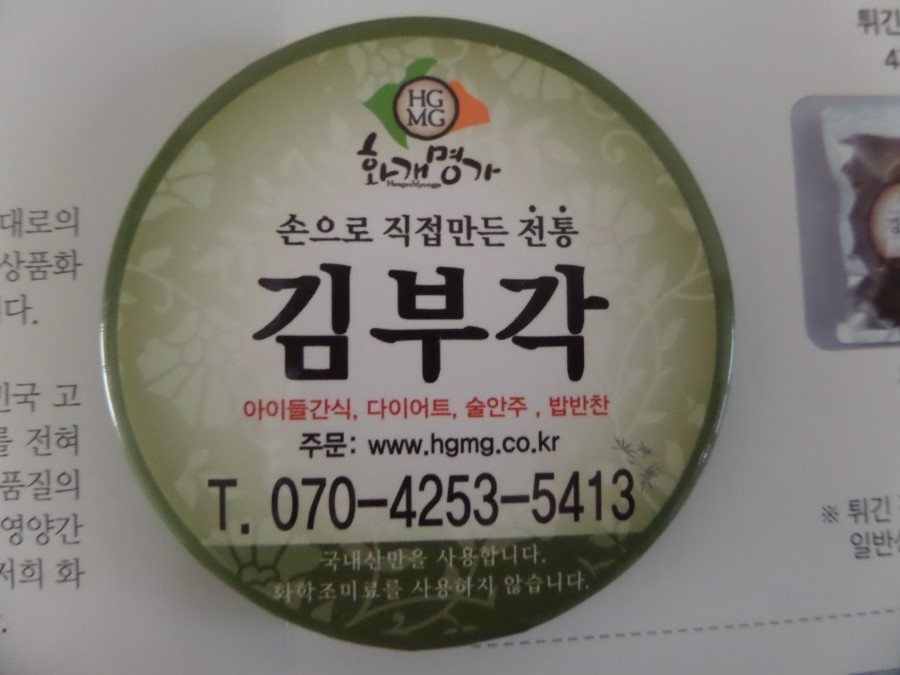 HG
MG
화개명가
손으로 직접만든 전통
김부각
아이들간식, 다이어트, 술안주 , 밥반찬
주문: www.hgmg.co.kr
T. 070-4253-5413
국내산만을 사용합니다.
화학조미료를 사용하지 않습니다.
대로의
상품화
다.
민국 고
를 전혀
품질의
영양간
저희 화
튀긴
※ 튀긴
일반